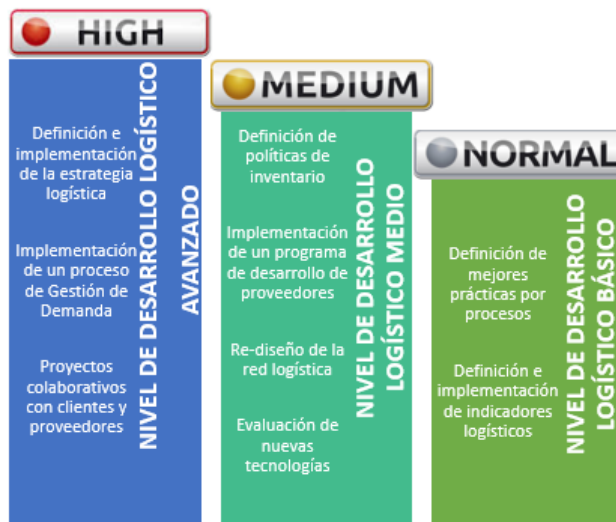 HIGH
Definición e
implementación
de la estrategia
logística
Implementación
de un proceso
de Gestión de
Demanda
Proyectos
colaborativos
con clientes y
proveedores
NIVEL DE DESARROLLO LOGÍSTICO
AVANZADO
MEDIUM
Definición de
políticas de
inventario
Implementación
de un programa
de desarrollo de
proveedores
Re-diseño de la
red logística
Evaluación de
nuevas
tecnologías
NIVEL DE DESARROLLO
LOGÍSTICO MEDIO
NORMAL
Definición de
mejores
prácticas por
procesos
Definición e
implementación
de indicadores
logísticos
NIVEL DE DESARROLLO
LOGÍSTICO BÁSICO